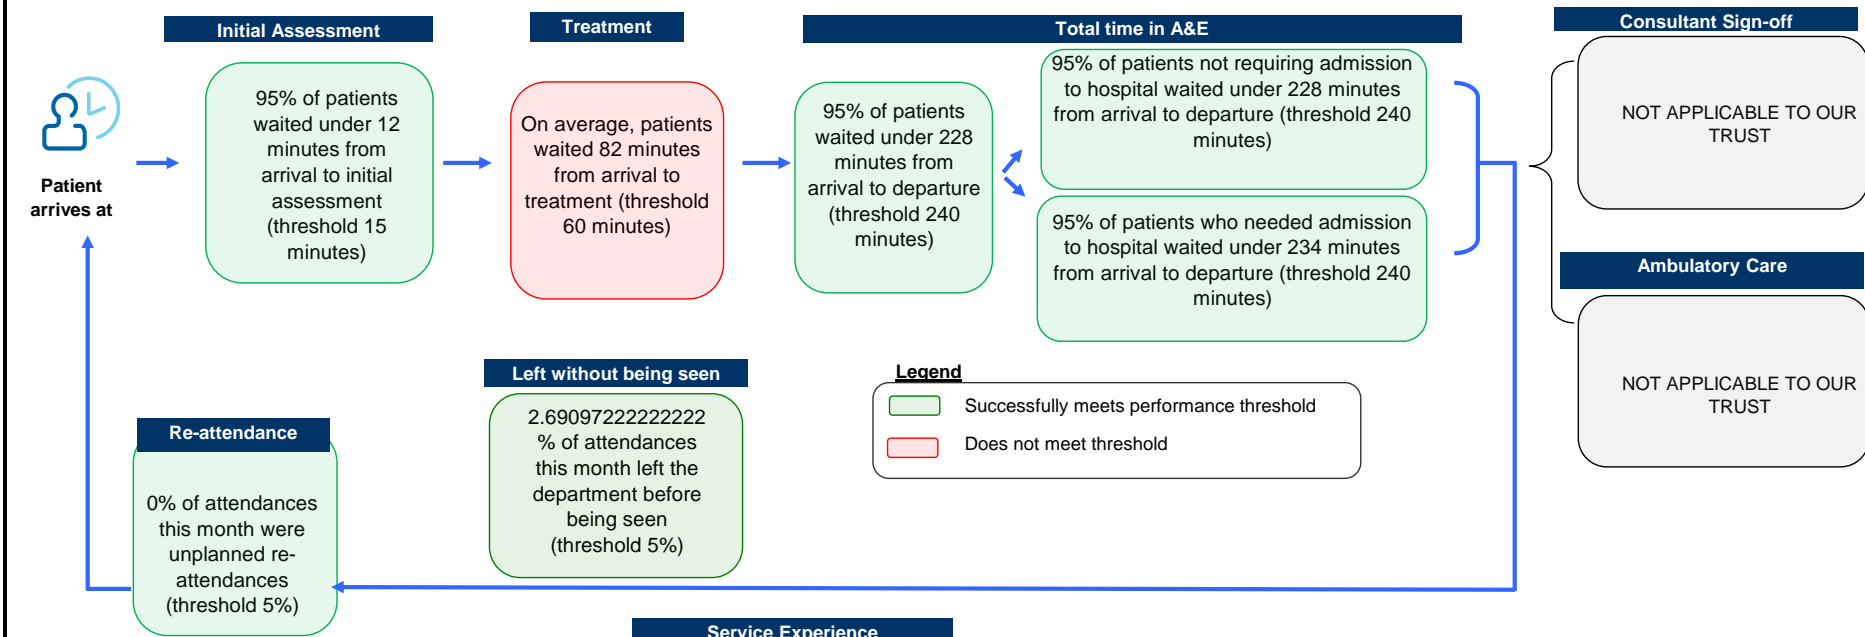 Initial Assessment
Treatment
Total time in A&E
Consultant Sign-off
Patient
arrives at
95% of patients
waited under 12
minutes from
arrival to initial
assessment
(threshold 15
minutes)
On average, patients
waited 82 minutes
from arrival to
treatment (threshold
60 minutes)
95% of patients
waited under 228
minutes from
arrival to departure
(threshold 240
minutes)
95% of patients not requiring admission
to hospital waited under 228 minutes
from arrival to departure (threshold 240
minutes)
95% of patients who needed admission
to hospital waited under 234 minutes
from arrival to departure (threshold 240
minutes)
NOT APPLICABLE TO OUR
TRUST
Ambulatory Care
NOT APPLICABLE TO OUR
TRUST
Left without being seen
2.69097222222222
% of attendances
this month left the
department before
being seen
(threshold 5%)
Legend
Successfully meets performance threshold
Does not meet threshold
Re-attendance
0% of attendances
this month were
unplanned re-
attendances
(threshold 5%)
Service Experience